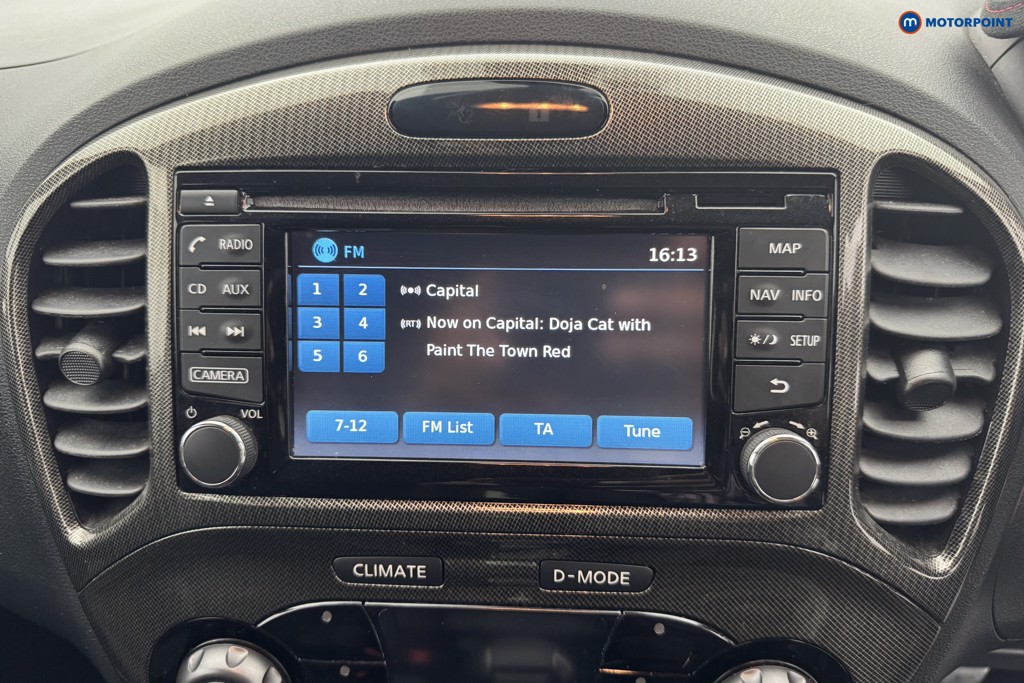 MOTORPOINT
RADIO
CD AUX
CAMERA
VOL
FM 16:13
1 2
3 4
5 6
Capital
(RT) Now on Capital: Doja Cat with
Paint The Town Red
7-12 FM List TA Tune
MAP
NAV INFO
SETUP
CLIMATE D-MODE